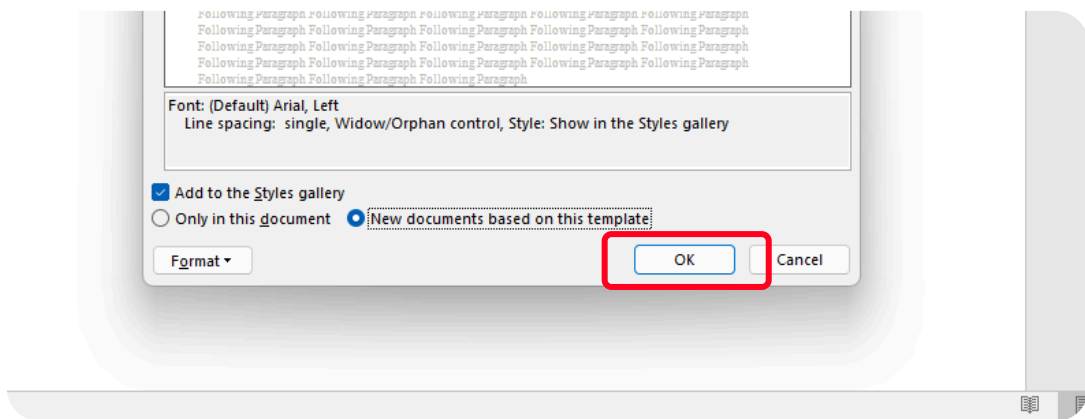 Following Paragraph Following Paragraph Following Paragraph Following Paragraph Following Paragraph
Following Paragraph Following Paragraph Following Paragraph Following Paragraph Following Paragraph
Following Paragraph Following Paragraph Following Paragraph Following Paragraph Following Paragraph
Following Paragraph Following Paragraph Following Paragraph Following Paragraph Following Paragraph
Following Paragraph Following Paragraph Following Paragraph
Font: (Default) Arial, Left
Line spacing:  single, Widow/Orphan control, Style: Show in the Styles gallery
Add to the Styles gallery
Only in this document New documents based on this template
Format OK Cancel